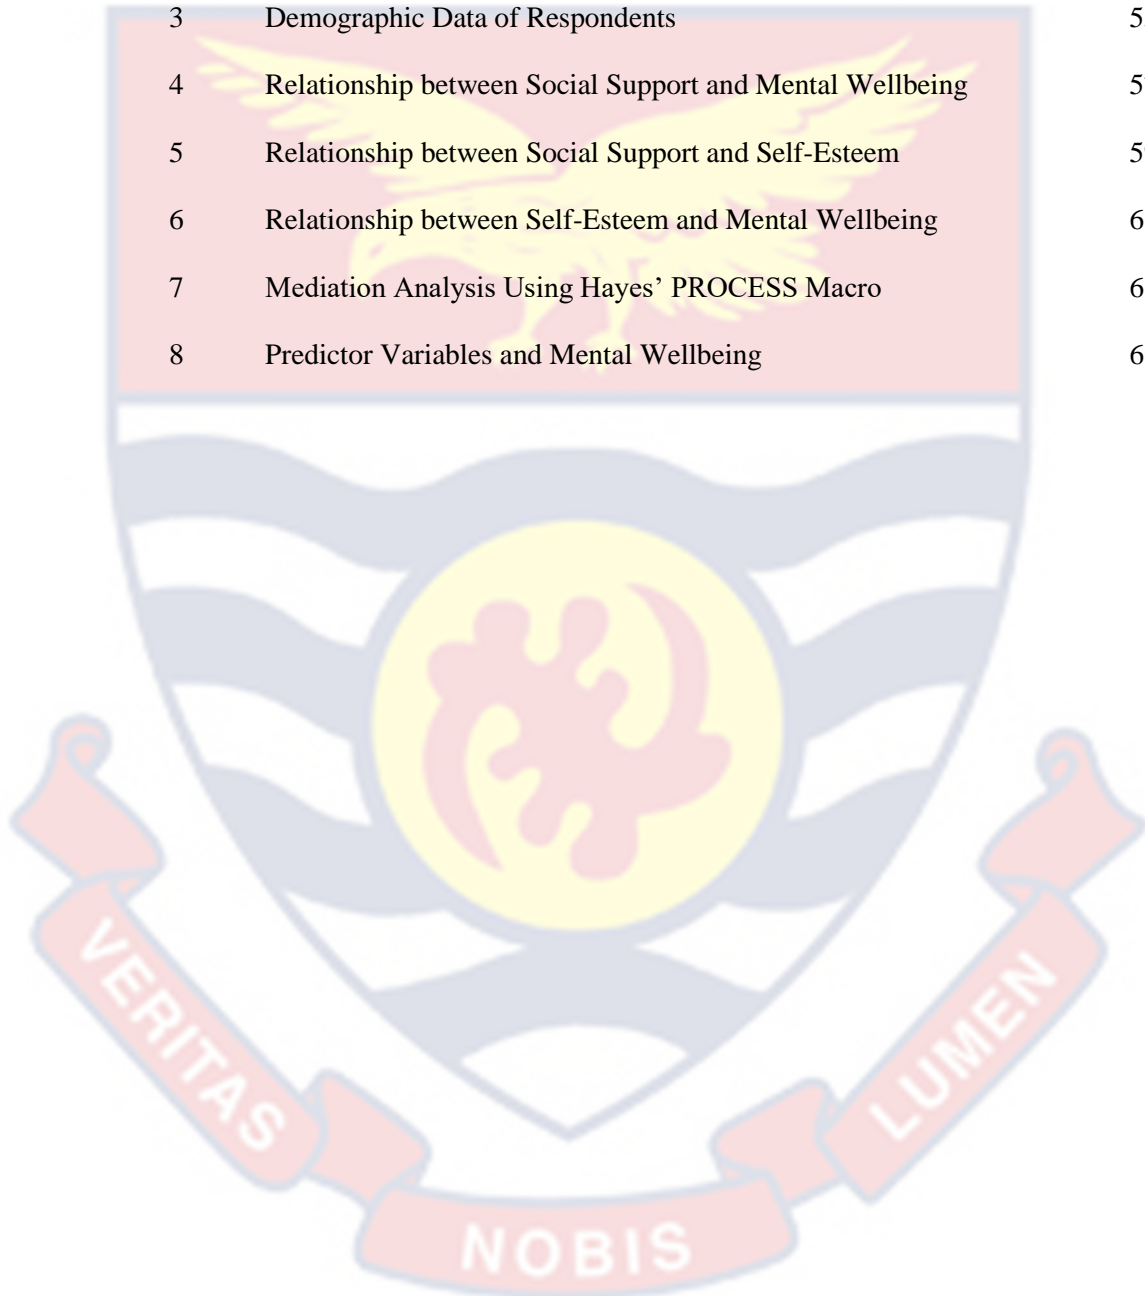 3 Demographic Data of Respondents 5
4 Relationship between Social Support and Mental Wellbeing 5
5 Relationship between Social Support and Self-Esteem 5
6 Relationship between Self-Esteem and Mental Wellbeing 6
7 Mediation Analysis Using Hayes’ PROCESS Macro 6
8 Predictor Variables and Mental Wellbeing 6
VERITAS
NOBIS
LUMEN